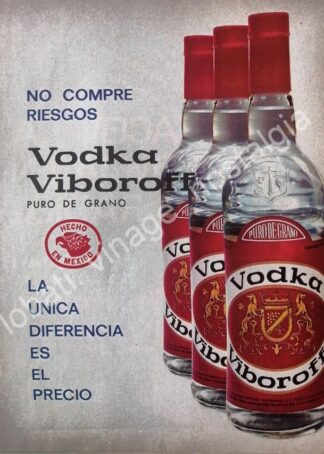 NO COMPRE
RIESGOS
Vodka
Viboroff
PURO DE GRANO
HECHO
EN MEXICO
LA
UNICA
DIFERENCIA
ES
EL
PRECIO
PURO DE GRANO
Vodka
Viboroff